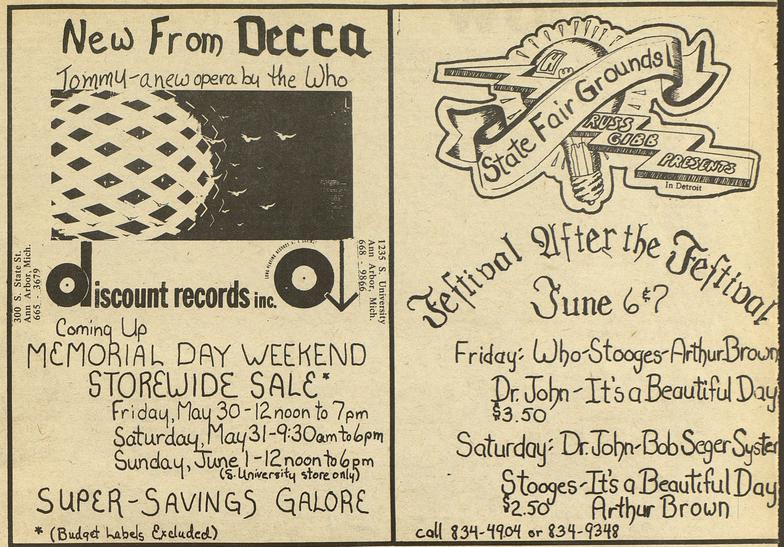 New From Decca
Tommy-a new opera by the Who
300 S. State St.
Ann Arbor, Mich.
665 - 3679
discount records inc.
1235 S. University
Ann Arbor, Mich.
668 - 9866
Coming Up
MEMORIAL DAY WEEKEND
STOREWIDE SALE*
Friday, May 30 - 12 noon to 7pm
Saturday, May 31 - 9:30am to 6pm
Sunday, June 1 - 12 noon to 6pm
(S. University store only)
SUPER-SAVINGS GALORE
* (Budget Labels Excluded)
State Fair Grounds!
RUSS
GIBB
PRESENTS
In Detroit
Festival After the Festival
June 6 & 7
Friday: Who-Stooges-Arthur Brown
Dr. John - It's a Beautiful Day
$3.50
Saturday: Dr. John-Bob Seger Syste
Stooges-It's a Beautiful Day
$2.50 Arthur Brown
call 834-4904 or 834-9348